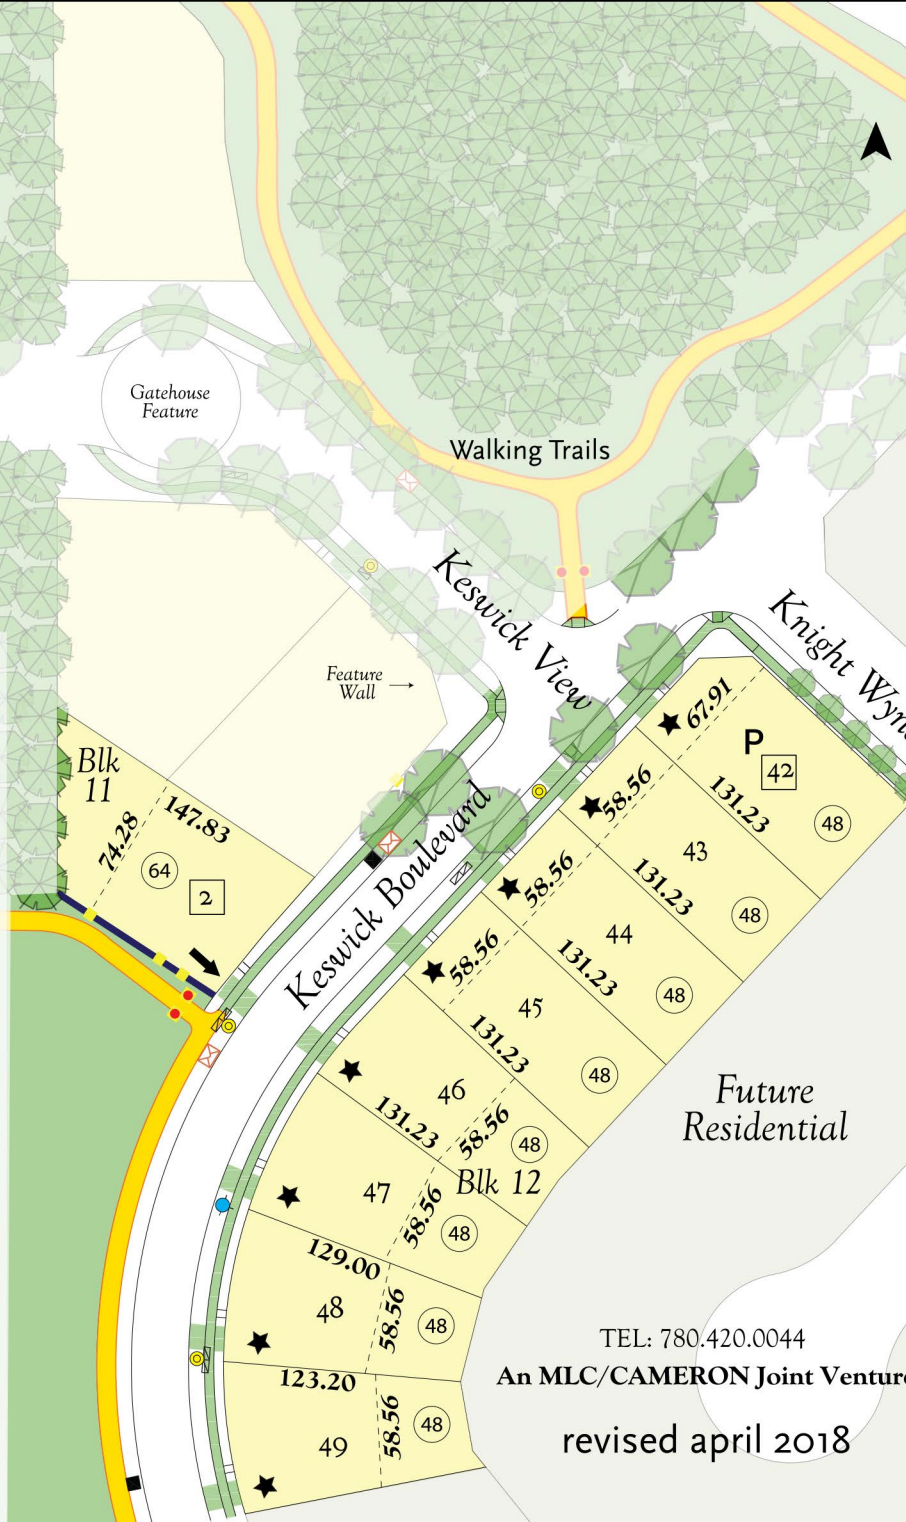 Gatehouse
Feature
Walking Trails
Keswick View
Knight Wyn
Feature
Wall
67.91
P
42
Blk
11
58.56
131.23
48
147.83
74.28
43
64
2
58.56
131.23
48
Keswick Boulevard
44
58.56
131.23
48
45
131.23
48
Future
Residential
46
58.56
131.23
48
Blk 12
47
58.56
48
129.00
48
58.56
48
TEL: 780.420.0044
An MLC/CAMERON Joint Ventur
123.20
58.56
48
49
revised april 2018